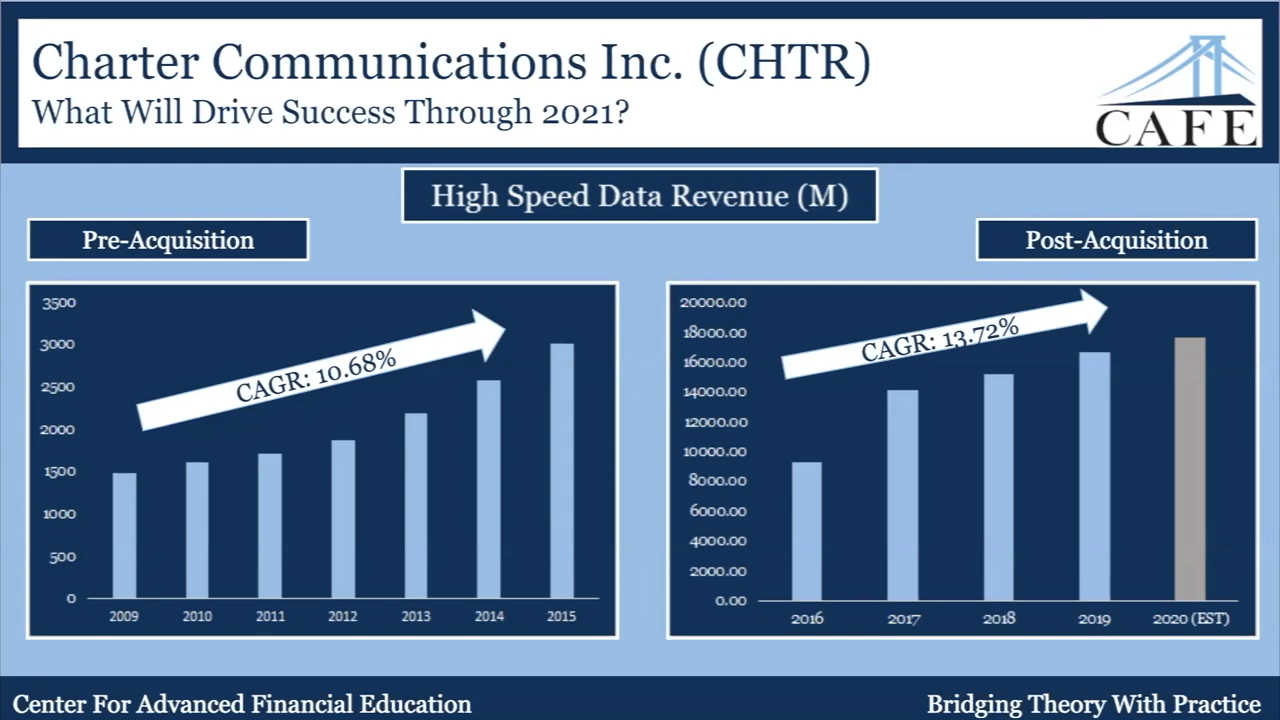 Charter Communications Inc. (CHTR)
What Will Drive Success Through 2021?
CAFE
High Speed Data Revenue (M)
Pre-Acquisition
Post-Acquisition
3500
3000
2500
2000
1500
1000
500
0
CAGR: 10.68%
2009 2010 2011 2012 2013 2014 2015
20000.00
18000.00
16000.00
14000.00
12000.00
10000.00
8000.00
6000.00
4000.00
2000.00
0.00
CAGR: 13.72%
2016 2017 2018 2019 2020 (EST)
Center For Advanced Financial Education
Bridging Theory With Practice